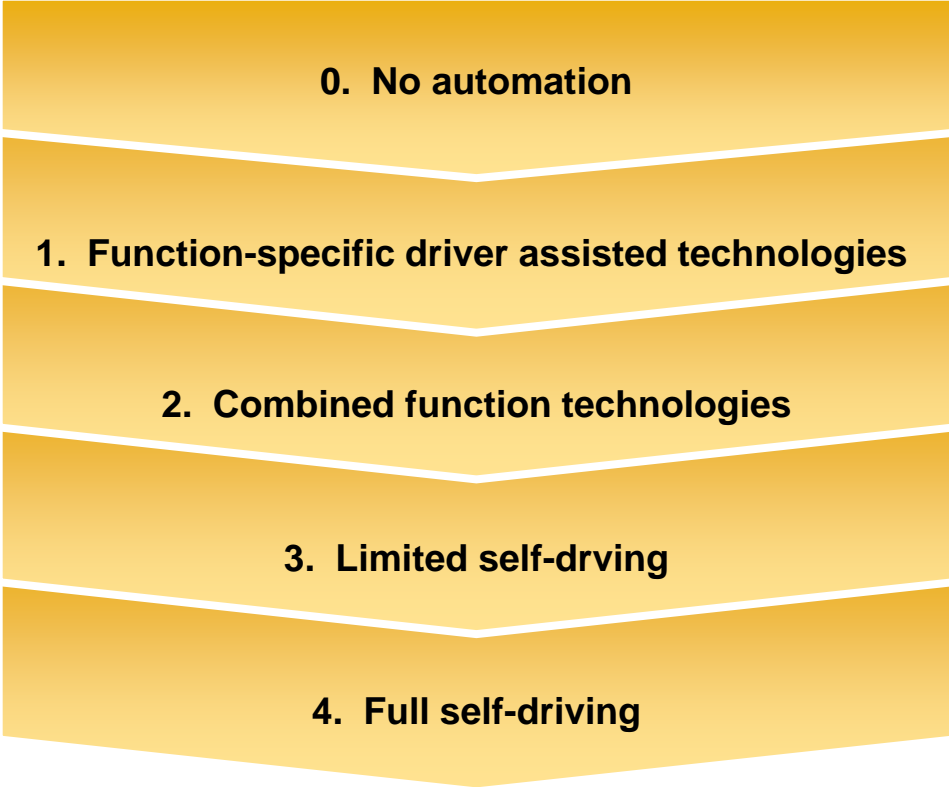 0. No automation
1. Function-specific driver assisted technologies
2. Combined function technologies
3. Limited self-drving
4. Full self-driving